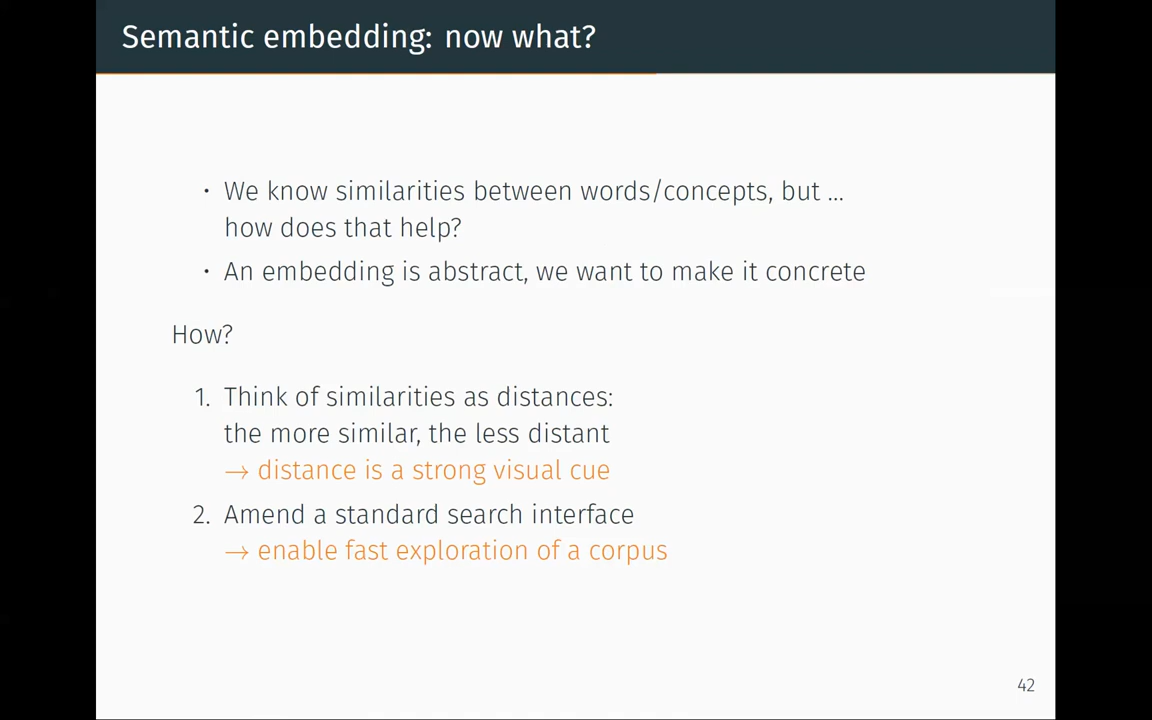 Semantic embedding: now what?
· We know similarities between words/concepts, but ...
how does that help?
· An embedding is abstract, we want to make it concrete
How?
1. Think of similarities as distances:
the more similar, the less distant
→ distance is a strong visual cue
2. Amend a standard search interface
→ enable fast exploration of a corpus
42